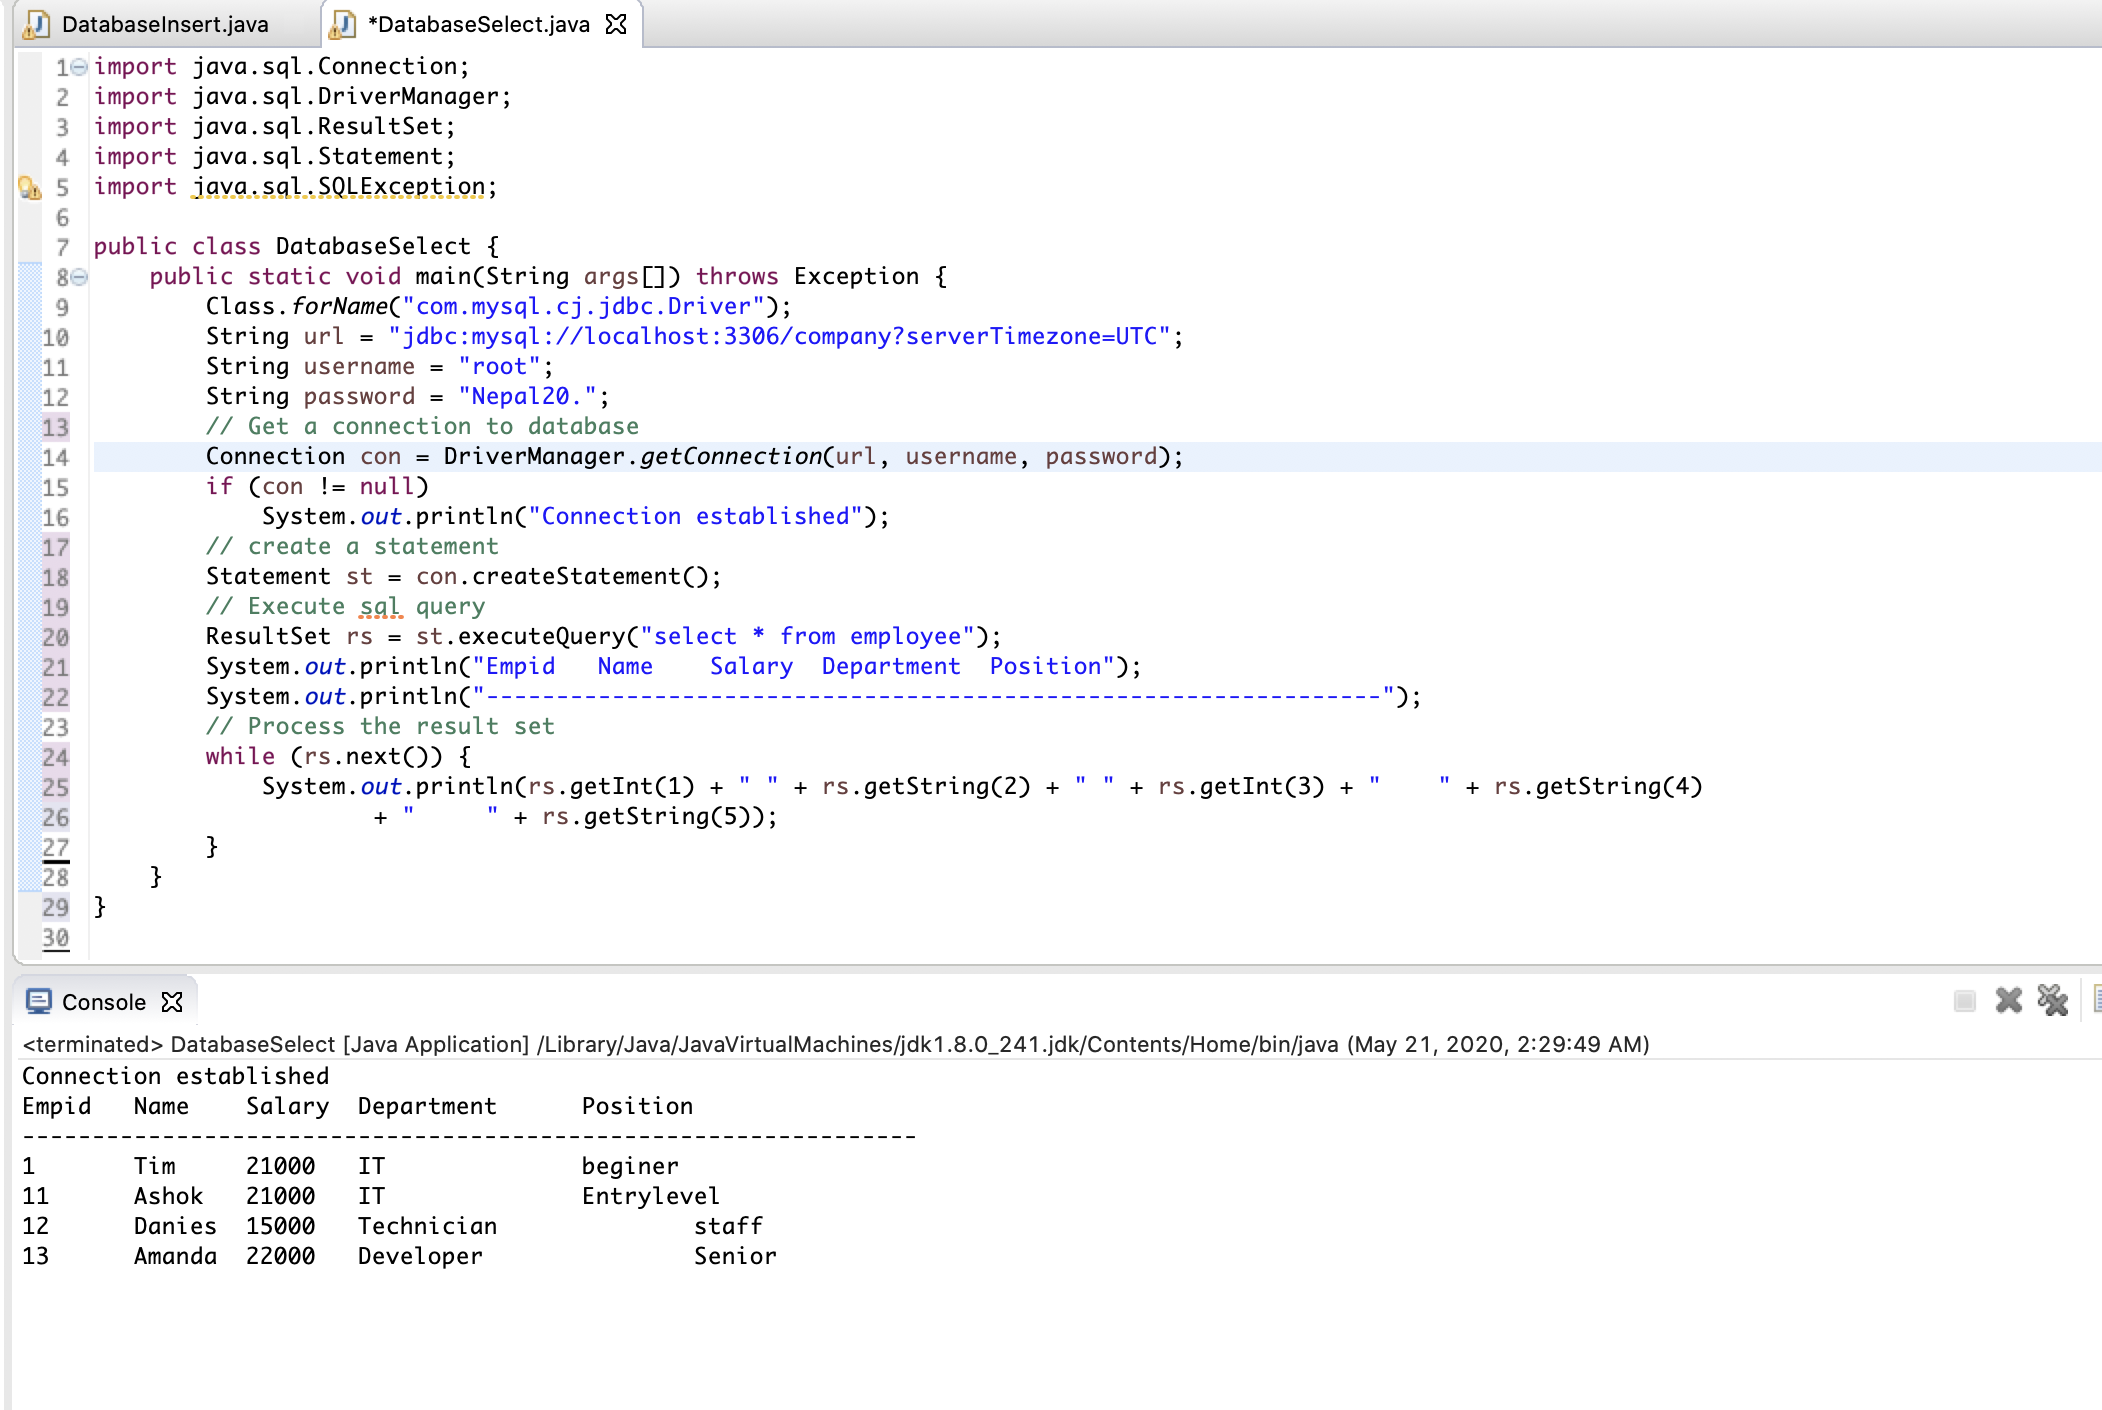 DatabaseInsert.java
*DatabaseSelect.java
1 import java.sql.Connection;
2 import java.sql.DriverManager;
3 import java.sql.ResultSet;
4 import java.sql.Statement;
5 import java.sql.SQLException;
6
7 public class DatabaseSelect {
8     public static void main(String args[]) throws Exception {
9         Class.forName("com.mysql.cj.jdbc.Driver");
10         String url = "jdbc:mysql://localhost:3306/company?serverTimezone=UTC";
11         String username = "root";
12         String password = "Nepal20.";
13         // Get a connection to database
14         Connection con = DriverManager.getConnection(url, username, password);
15         if (con != null)
16             System.out.println("Connection established");
17         // create a statement
18         Statement st = con.createStatement();
19         // Execute sql query
20         ResultSet rs = st.executeQuery("select * from employee");
21         System.out.println("Empid   Name    Salary  Department  Position");
22         System.out.println("----------------------------------------------------------------");
23         // Process the result set
24         while (rs.next()) {
25             System.out.println(rs.getInt(1) + " " + rs.getString(2) + " " + rs.getInt(3) + "    " + rs.getString(4)
26                     + "     " + rs.getString(5));
27         }
28     }
29 }
30
Console
<terminated> DatabaseSelect [Java Application] /Library/Java/JavaVirtualMachines/jdk1.8.0_241.jdk/Contents/Home/bin/java (May 21, 2020, 2:29:49 AM)
Connection established
Empid   Name    Salary  Department      Position
----------------------------------------------------------------
1       Tim     21000   IT              beginer
11      Ashok   21000   IT              Entrylevel
12      Danies  15000   Technician              staff
13      Amanda  22000   Developer               Senior